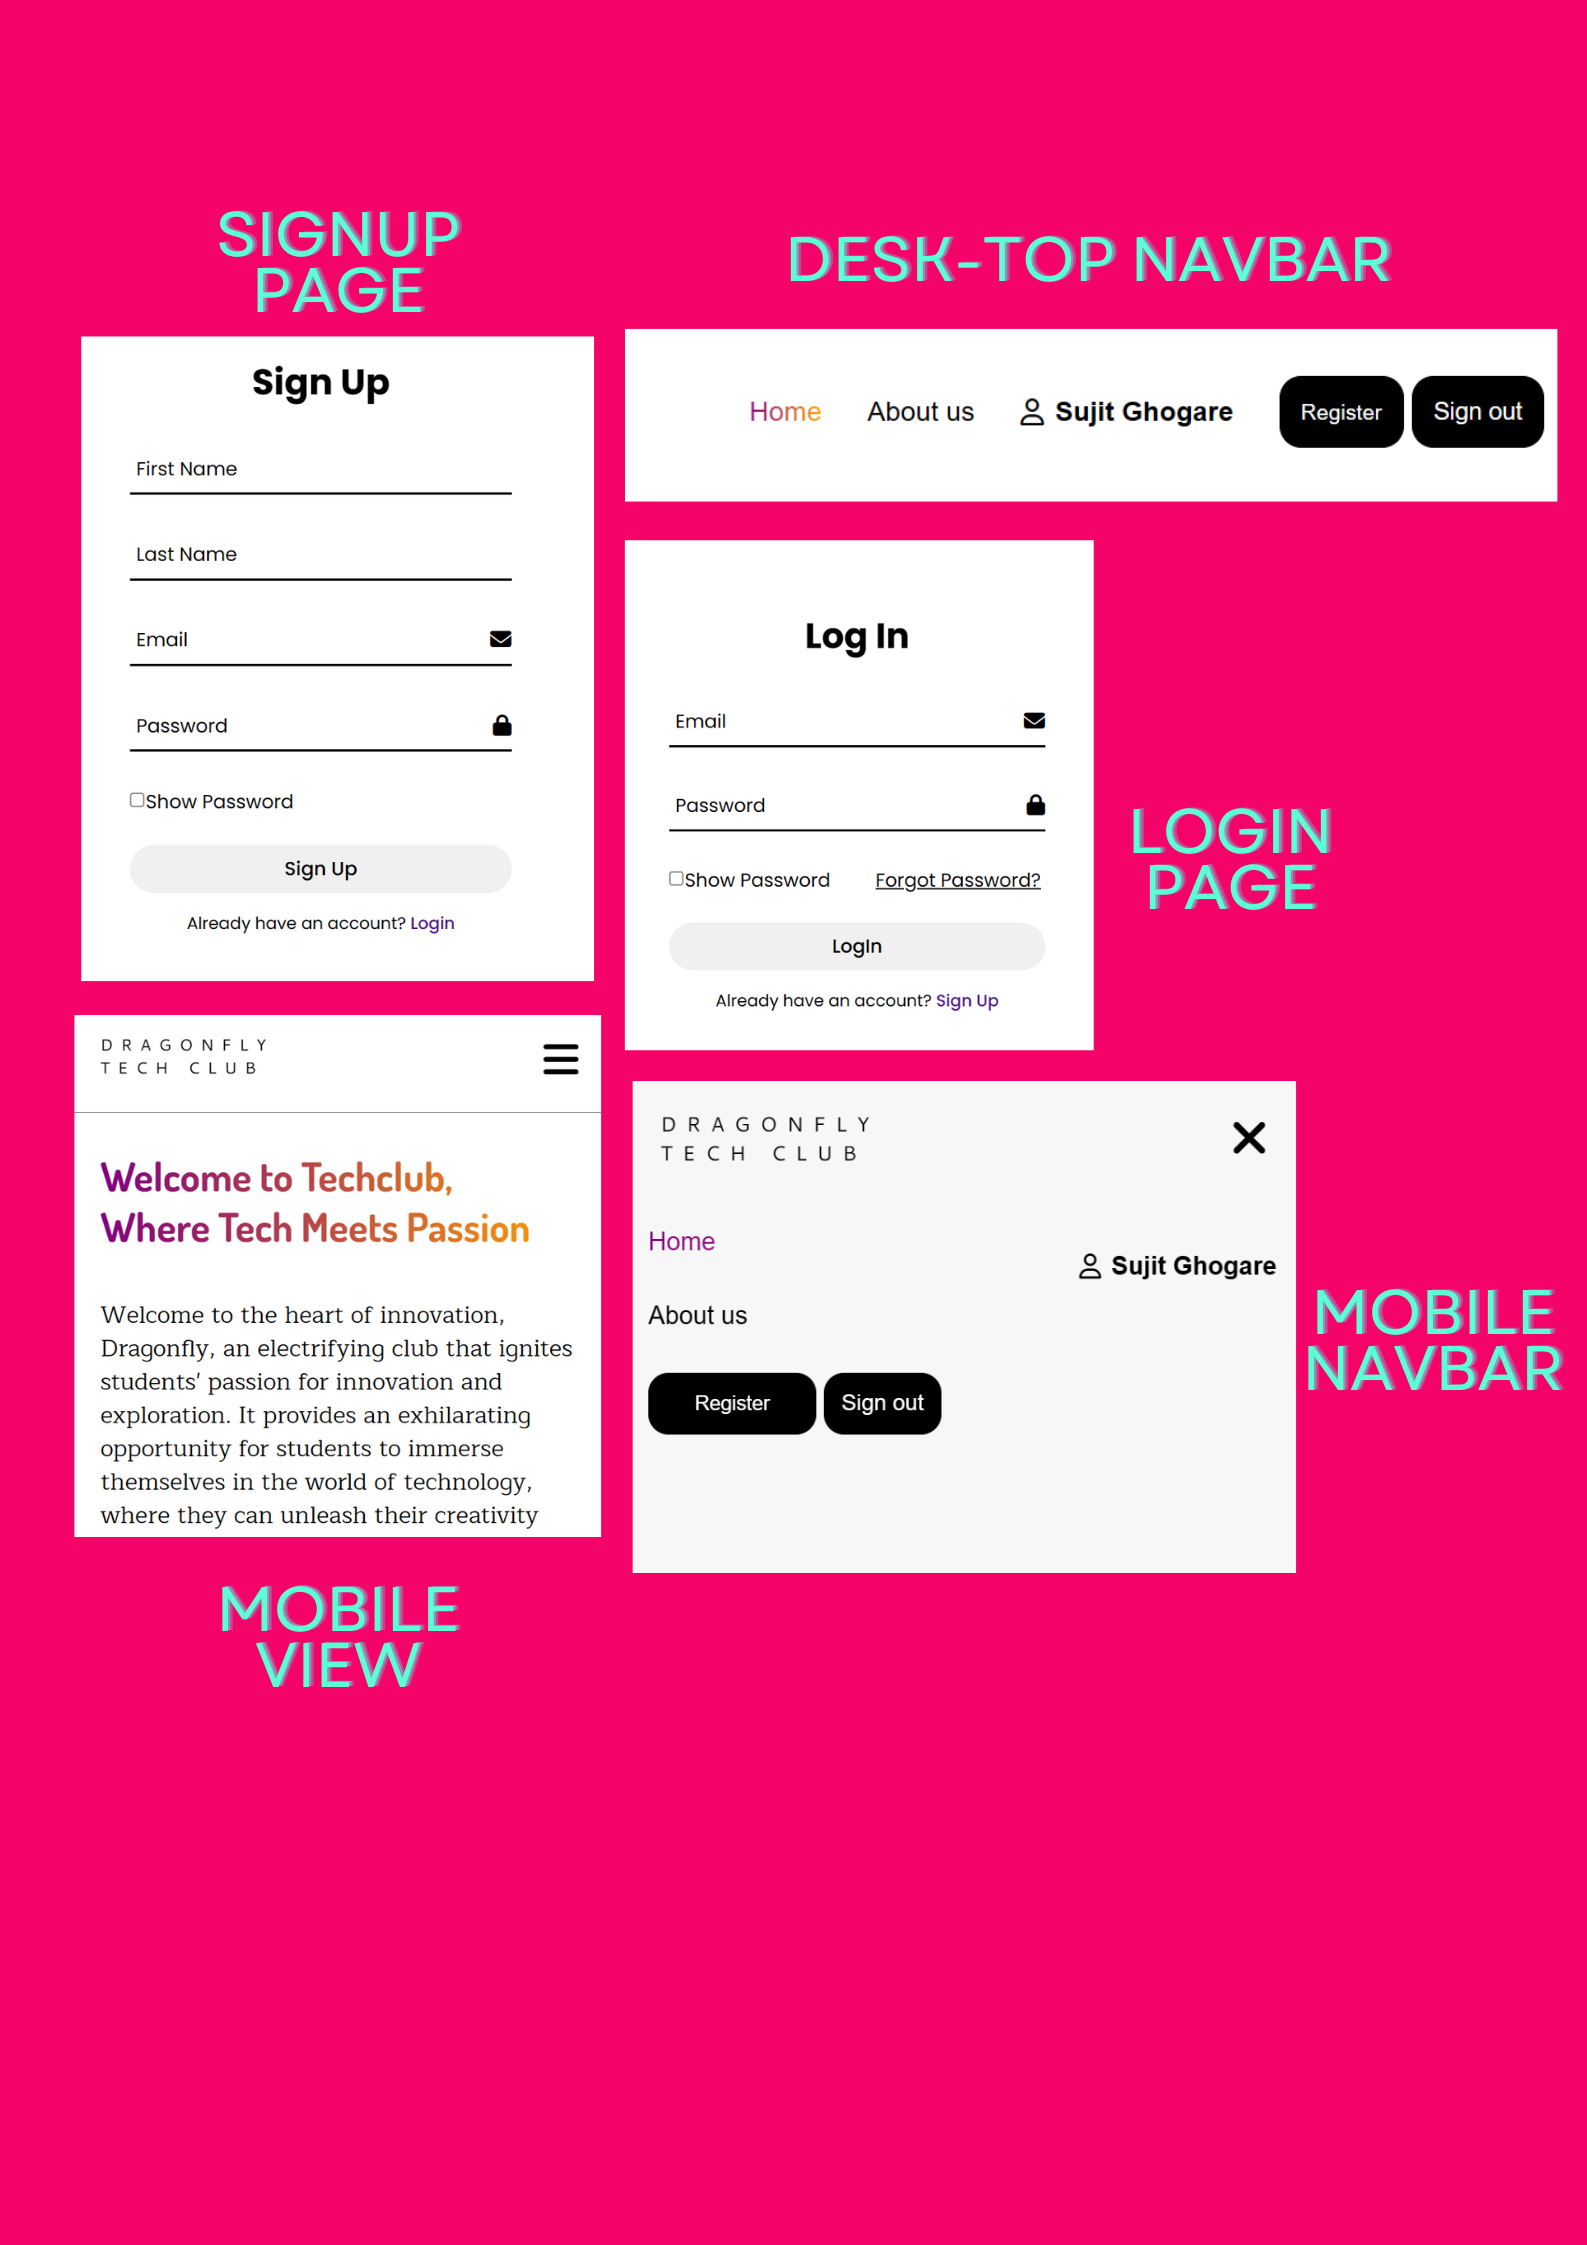 SIGNUP
PAGE
Sign Up
First Name
Last Name
Email
Password
Show Password
Sign Up
Already have an account? Login
DESK-TOP NAVBAR
Home About us Sujit Ghogare Register Sign out
Log In
Email
Password
Show Password Forgot Password?
LogIn
Already have an account? Sign Up
LOGIN
PAGE
DRAGONFLY
TECH CLUB
Welcome to Techclub,
Where Tech Meets Passion
Welcome to the heart of innovation,
Dragonfly, an electrifying club that ignites
students' passion for innovation and
exploration. It provides an exhilarating
opportunity for students to immerse
themselves in the world of technology,
where they can unleash their creativity
MOBILE
VIEW
DRAGONFLY
TECH CLUB
Home
Sujit Ghogare
About us
Register Sign out
MOBILE
NAVBAR